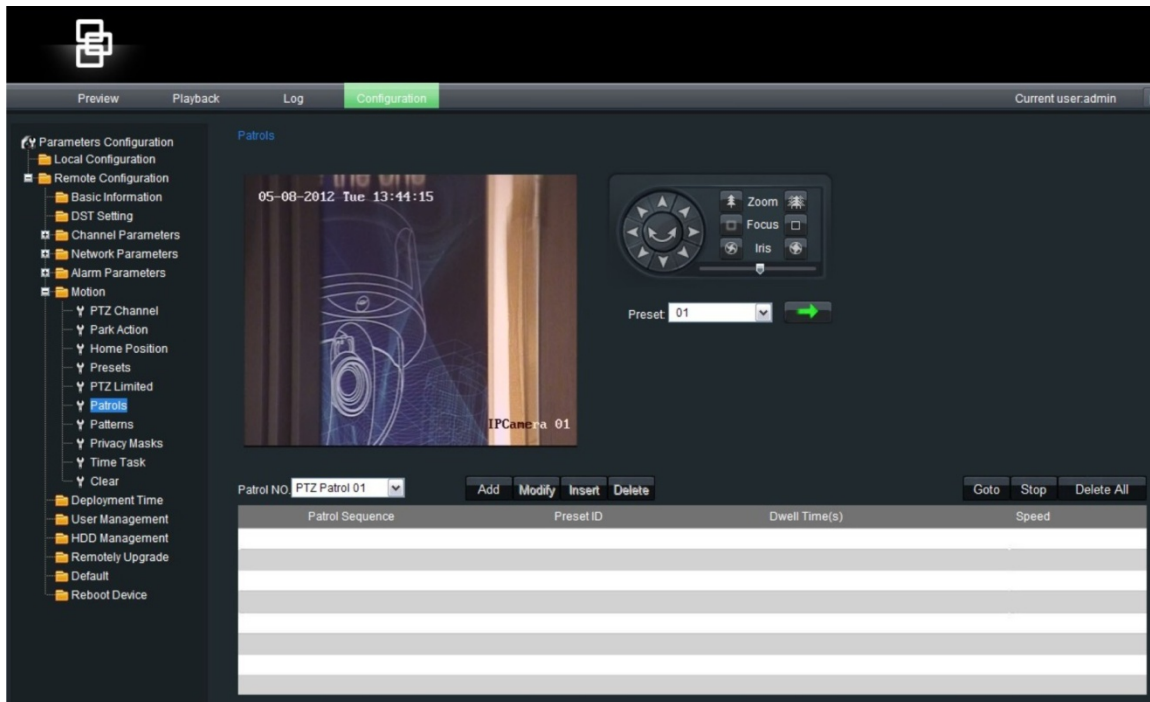 Preview Playback Log Configuration Current user:admin
Parameters Configuration
Local Configuration
Remote Configuration
Basic Information
DST Setting
Channel Parameters
Network Parameters
Alarm Parameters
Motion
PTZ Channel
Park Action
Home Position
Presets
PTZ Limited
Patrols
Patterns
Privacy Masks
Time Task
Clear
Deployment Time
User Management
HDD Management
Remotely Upgrade
Default
Reboot Device
Patrols
05-08-2012 Tue 13:44:15
IPCamera 01
Zoom
Focus
Iris
Preset: 01
Patrol NO. PTZ Patrol 01 Add Modify Insert Delete Goto Stop Delete All
Patrol Sequence Preset ID Dwell Time(s) Speed